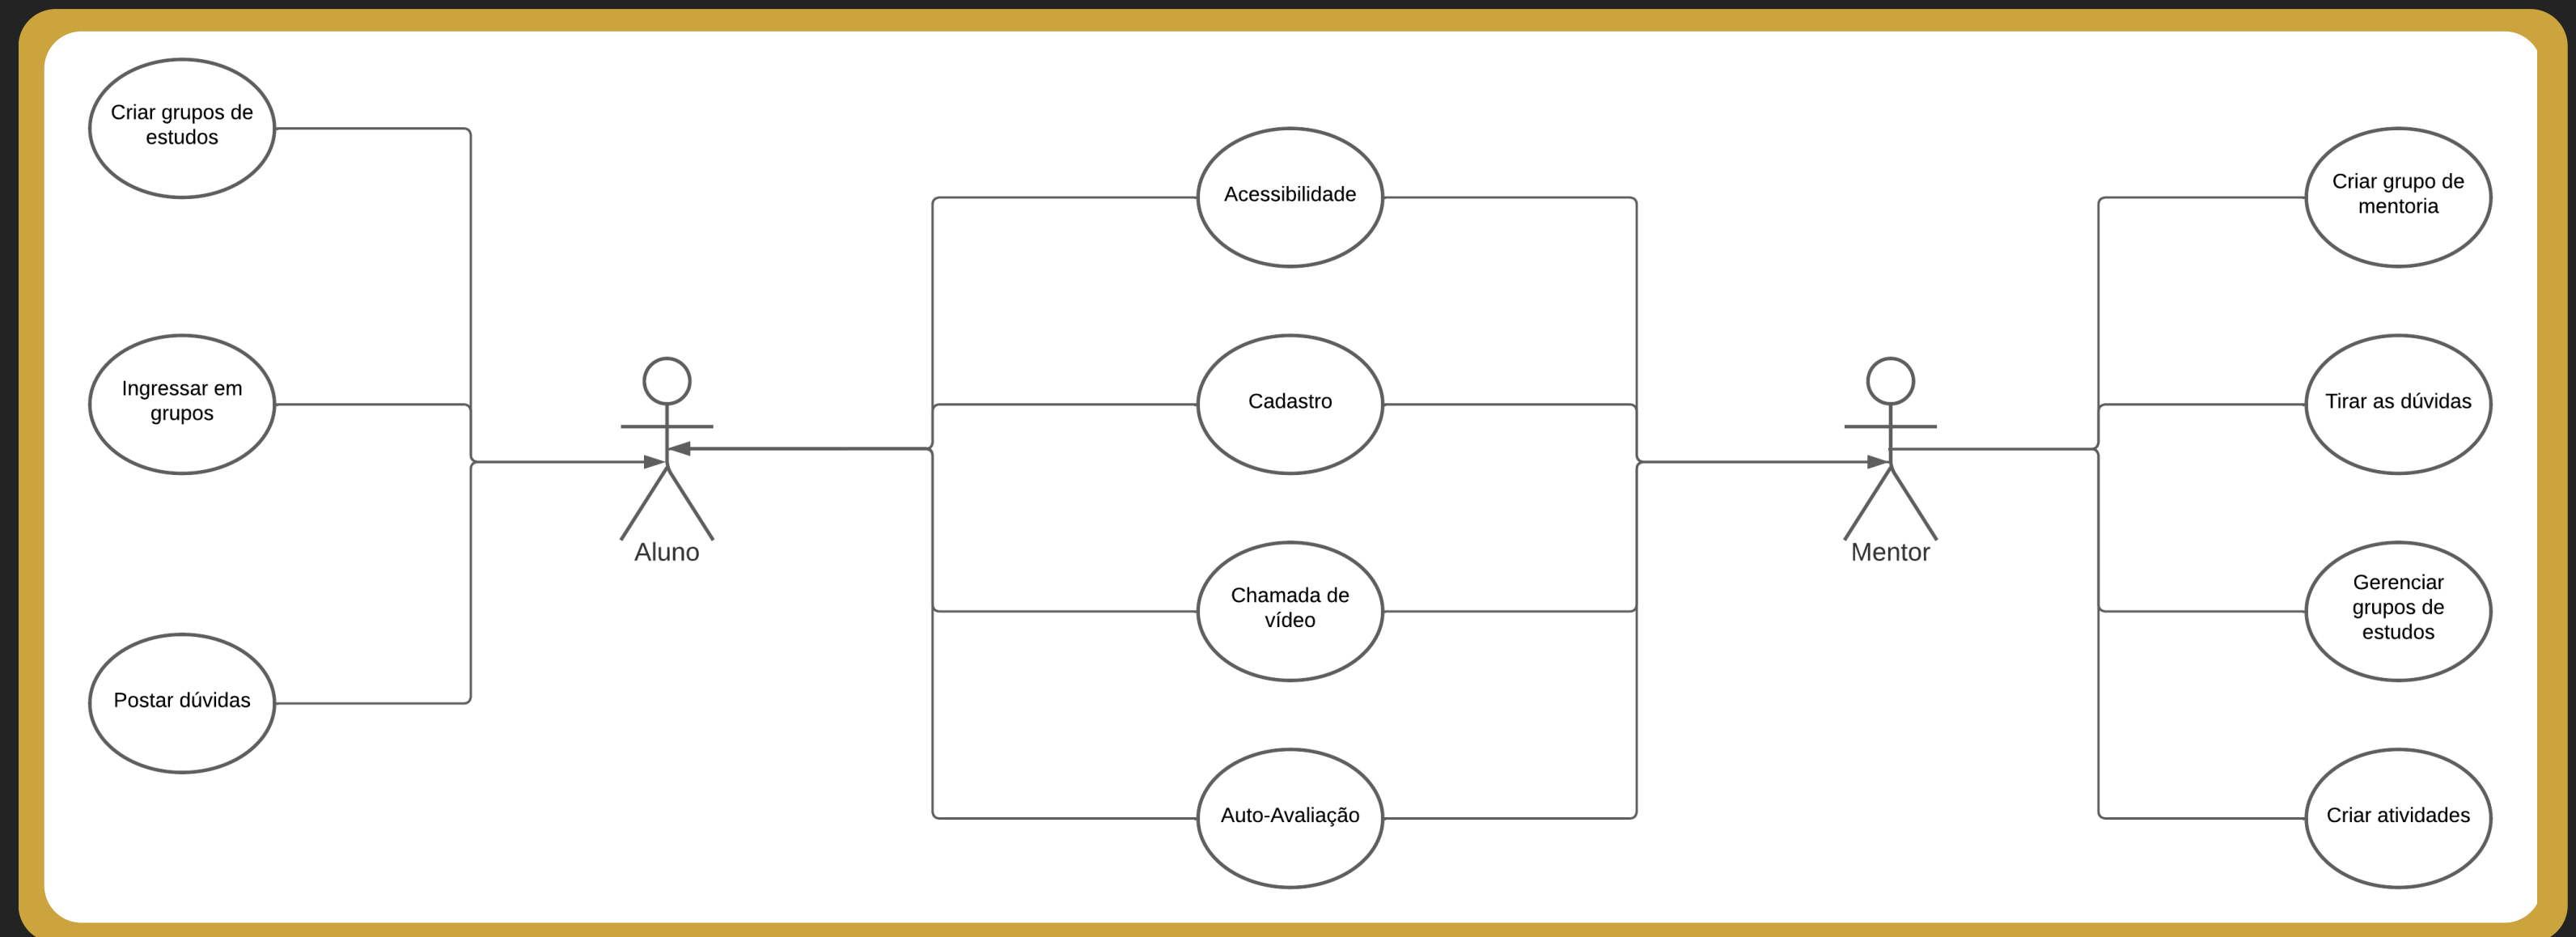 Criar grupos de
estudos
Ingressar em
grupos
Postar dúvidas
Aluno
Acessibilidade
Cadastro
Chamada de
vídeo
Auto-Avaliação
Mentor
Criar grupo de
mentoria
Tirar as dúvidas
Gerenciar
grupos de
estudos
Criar atividades